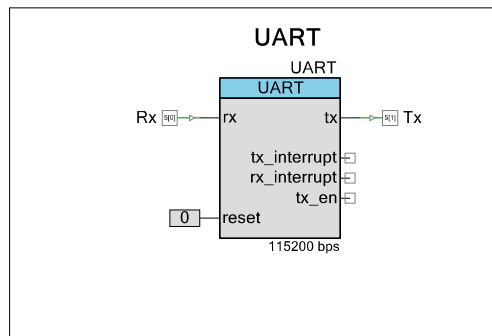 UART
UART
UART
Rx 5[0] rx tx 5[1] Tx
tx_interrupt
rx_interrupt
tx_en
0 reset
115200 bps